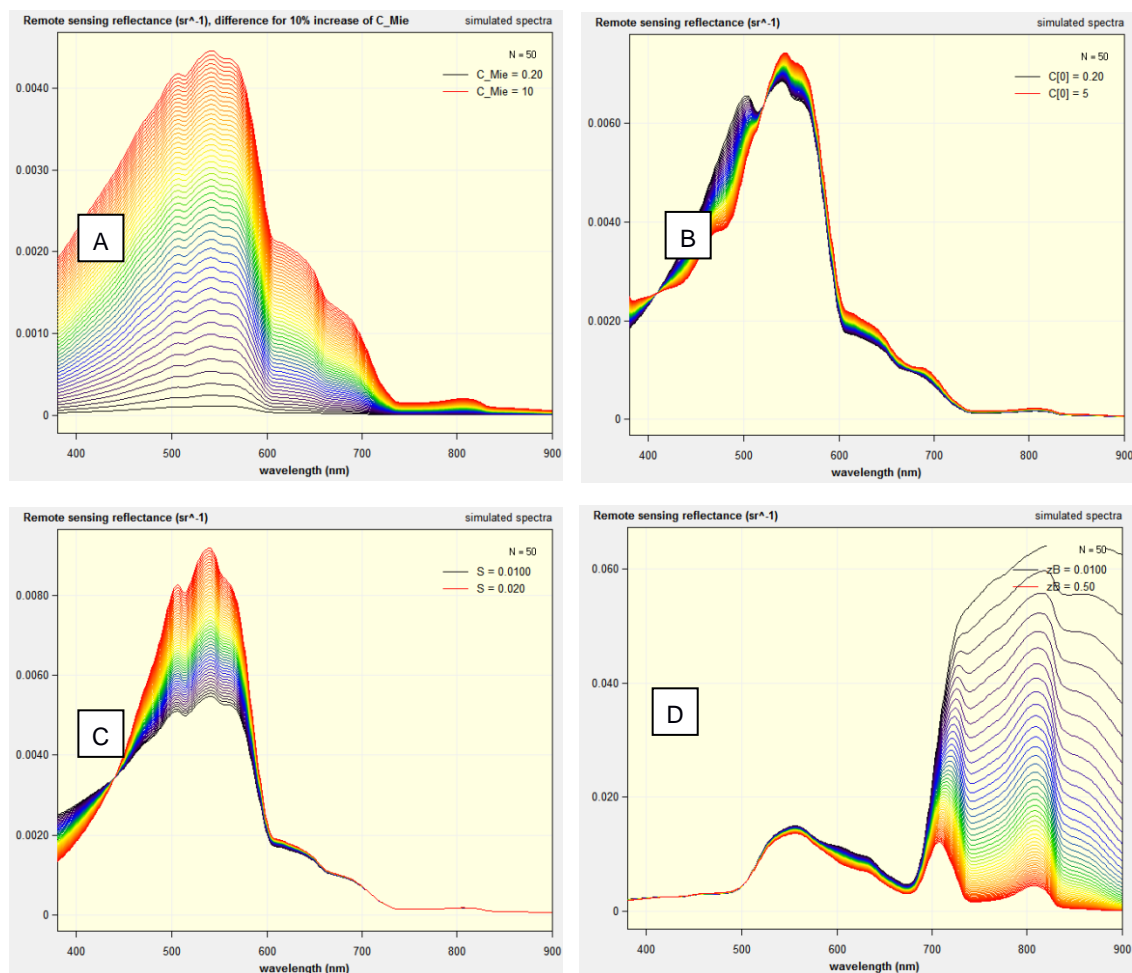 Remote sensing reflectance (sr^-1), difference for 10% increase of C_Mie simulated spectra
N = 50
C_Mie = 0.20
C_Mie = 10
0.0040
0.0030
0.0020
0.0010
0
A
400 500 600 700 800 900
wavelength (nm)
Remote sensing reflectance (sr^-1) simulated spectra
N = 50
C[0] = 0.20
C[0] = 5
0.0060
0.0040
0.0020
0
B
400 500 600 700 800 900
wavelength (nm)
Remote sensing reflectance (sr^-1) simulated spectra
N = 50
S = 0.0100
S = 0.020
0.0080
0.0060
0.0040
0.0020
0
C
400 500 600 700 800 900
wavelength (nm)
Remote sensing reflectance (sr^-1) simulated spectra
N = 50
zB = 0.0100
zB = 0.50
0.060
0.040
0.020
0
D
400 500 600 700 800 900
wavelength (nm)